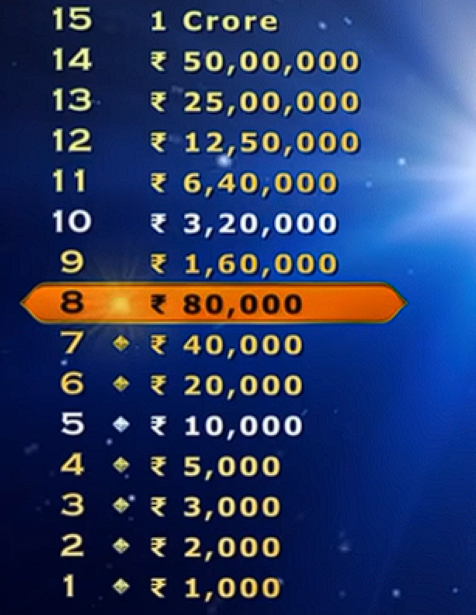 15 1 Crore
14 ₹ 50,00,000
13 ₹ 25,00,000
12 ₹ 12,50,000
11 ₹ 6,40,000
10 ₹ 3,20,000
9 ₹ 1,60,000
8 ₹ 80,000
7 ₹ 40,000
6 ₹ 20,000
5 ₹ 10,000
4 ₹ 5,000
3 ₹ 3,000
2 ₹ 2,000
1 ₹ 1,000